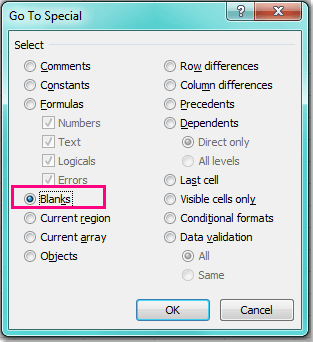 Go To Special
?
Select
Comments
Constants
Formulas
Numbers
Text
Logicals
Errors
Blanks
Current region
Current array
Objects
Row differences
Column differences
Precedents
Dependents
Direct only
All levels
Last cell
Visible cells only
Conditional formats
Data validation
All
Same
OK
Cancel